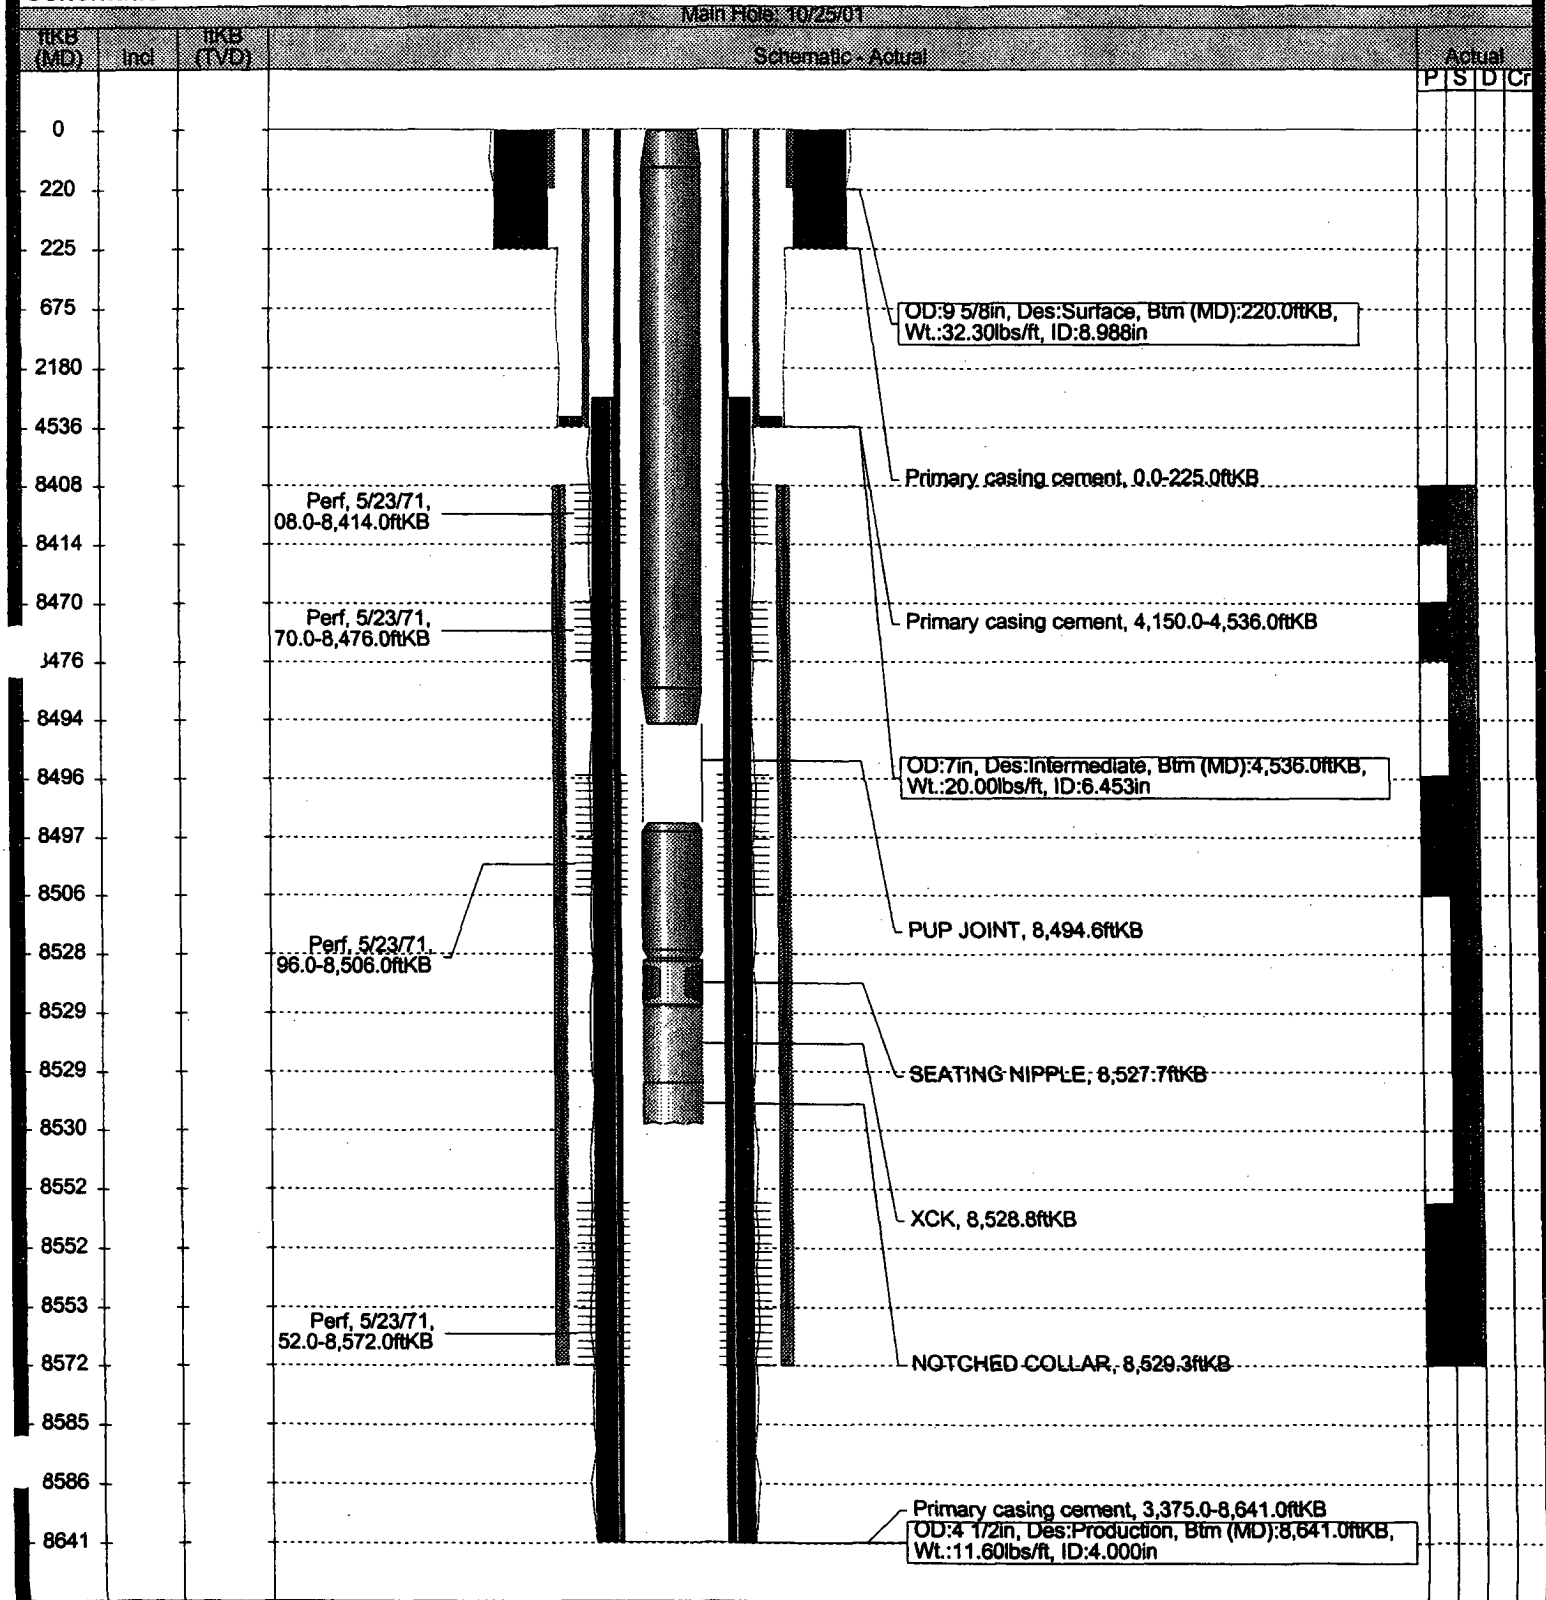 Main Hole: 10/25/01
ftKB
(MD)
Incl
ftKB
(TVD)
Schematic - Actual
Actual
P S D Cr
0
220
225
675
OD:9 5/8in, Des:Surface, Btm (MD):220.0ftKB,
Wt.:32.30lbs/ft, ID:8.988in
2180
4536
Primary casing cement, 0.0-225.0ftKB
8408
Perf, 5/23/71,
08.0-8,414.0ftKB
8414
8470
Perf, 5/23/71,
70.0-8,476.0ftKB
Primary casing cement, 4,150.0-4,536.0ftKB
3476
8494
OD:7in, Des:Intermediate, Btm (MD):4,536.0ftKB,
Wt.:20.00lbs/ft, ID:6.453in
8496
8497
8506
PUP JOINT, 8,494.6ftKB
Perf, 5/23/71,
96.0-8,506.0ftKB
8528
8529
8529
SEATING NIPPLE, 8,527.7ftKB
8530
8552
XCK, 8,528.8ftKB
8552
8553
Perf, 5/23/71,
52.0-8,572.0ftKB
8572
NOTCHED COLLAR, 8,529.3ftKB
8585
8586
Primary casing cement, 3,375.0-8,641.0ftKB
8641
OD:4 1/2in, Des:Production, Btm (MD):8,641.0ftKB,
Wt.:11.60lbs/ft, ID:4.000in